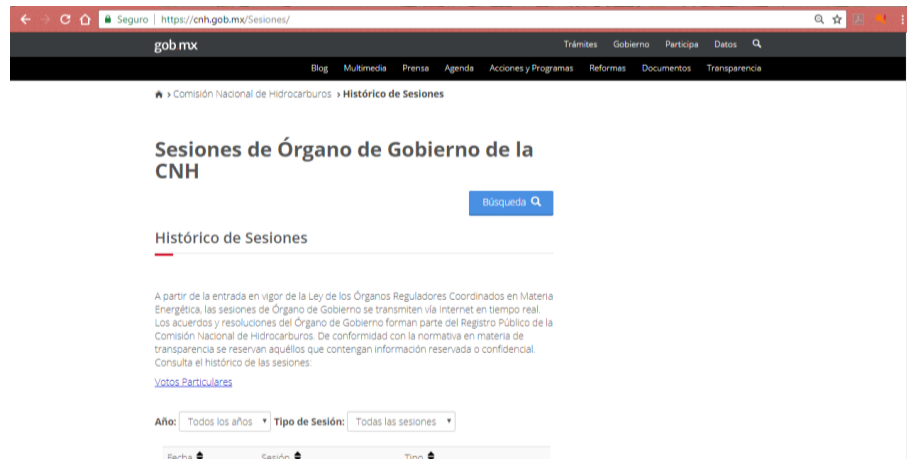 Seguro | https://cnh.gob.mx/Sesiones/
gob mx
Trámites Gobierno Participa Datos
Blog Multimedia Prensa Agenda Acciones y Programas Reformas Documentos Transparencia
> Comisión Nacional de Hidrocarburos > Histórico de Sesiones
Sesiones de Órgano de Gobierno de la
CNH
Búsqueda
Histórico de Sesiones
A partir de la entrada en vigor de la Ley de los Órganos Reguladores Coordinados en Materia
Energética, las sesiones de Órgano de Gobierno se transmiten vía Internet en tiempo real.
Los acuerdos y resoluciones del Órgano de Gobierno forman parte del Registro Público de la
Comisión Nacional de Hidrocarburos. De conformidad con la normativa en materia de
transparencia se reservan aquéllos que contengan información reservada o confidencial.
Consulta el histórico de las sesiones:
Votos Particulares
Año: Todos los años Tipo de Sesión: Todas las sesiones
Fecha Sesión Tipo